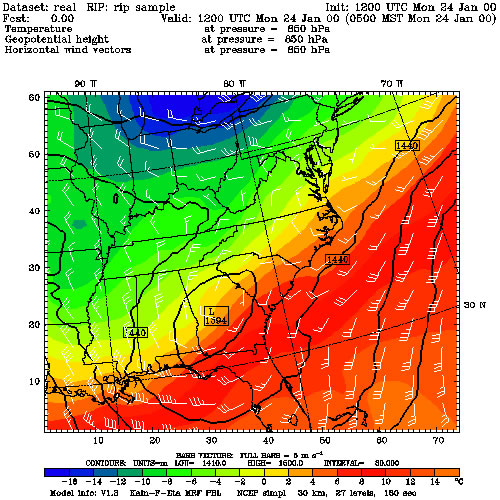 Dataset: real RIP: rip sample Init: 1200 UTC Mon 24 Jan 00
Fcst: 0.00 Valid: 1200 UTC Mon 24 Jan 00 (0500 MST Mon 24 Jan 00)
Temperature at pressure = 850 hPa
Geopotential height at pressure = 850 hPa
Horizontal wind vectors at pressure = 850 hPa
90 W 80 W 70 W
60
50
40
30
20
10
1440
1440
30 N
L
1394
1440
10 20 30 40 50 60 70
BARB VECTORS: FULL BARB = 5 m s-1
CONTOUR: UNITS=m LOW= 1410.0 HIGH= 1500.0 INTERVAL= 30.000
-16 -14 -12 -10 -8 -6 -4 -2 0 2 4 6 8 10 12 14 °C
Model info: V1.3 Kain-F-Eta MRF PBL NCEP simpl 30 km, 27 levels, 180 sec